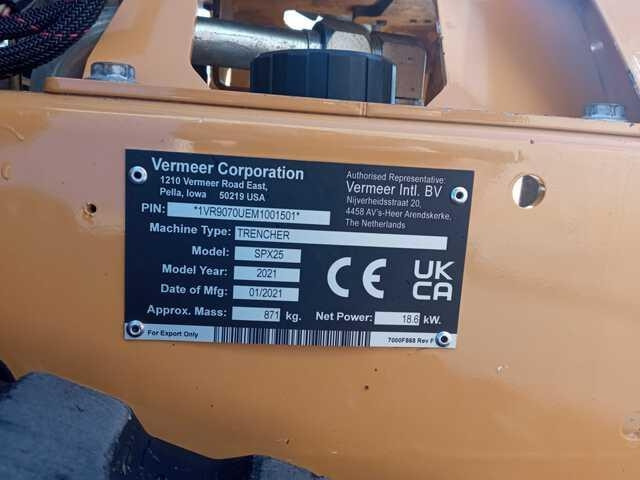 Vermeer Corporation
1210 Vermeer Road East,
Pella, Iowa 50219 USA
Authorised Representative:
Vermeer Intl. BV
Nijverheidsstraat 20,
4458 AV's-Heer Arendskerke,
The Netherlands
PIN: *1VR9070UEM1001501*
Machine Type: TRENCHER
Model: SPX25
Model Year: 2021
Date of Mfg: 01/2021
CE UK CA
Approx. Mass: 871 kg. Net Power: 18.6 kW.
For Export Only 7000F868 Rev F